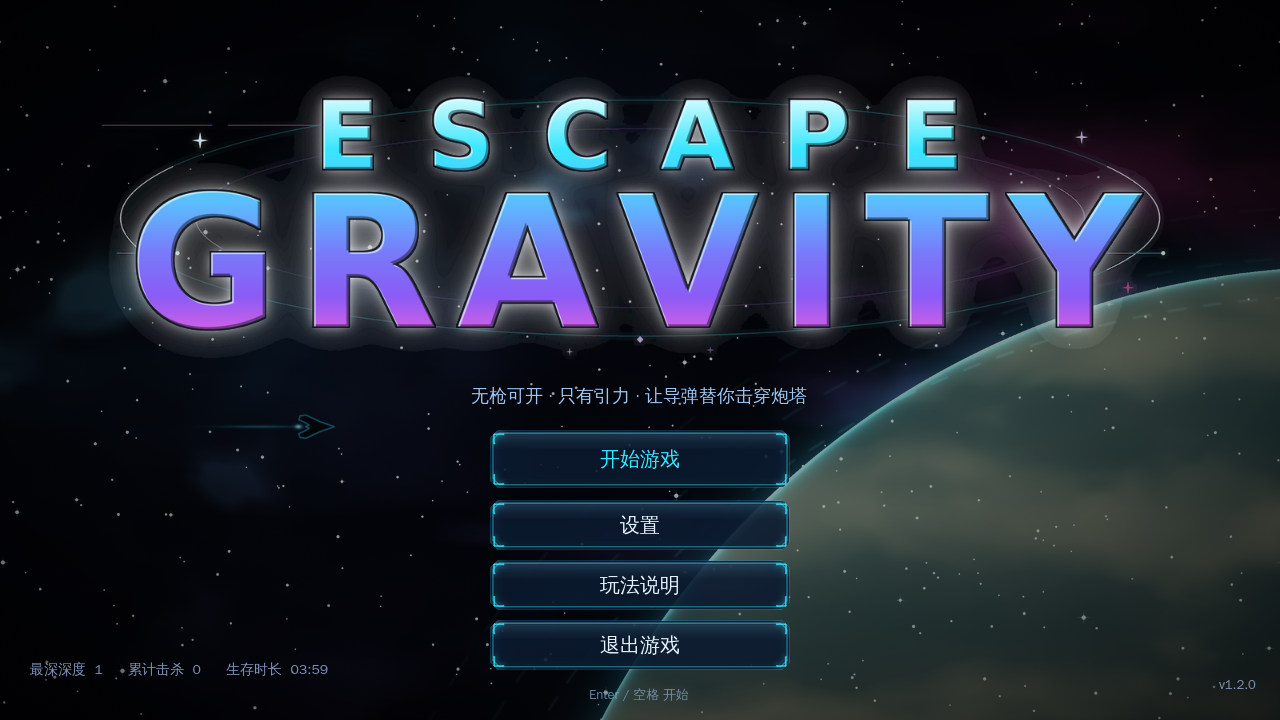 ESCAPE
GRAVITY
无枪可开 · 只有引力 · 让导弹替你击穿炮塔
开始游戏
设置
玩法说明
退出游戏
最深深度 1 累计击杀 0 生存时长 03:59
Enter / 空格 开始
v1.2.0